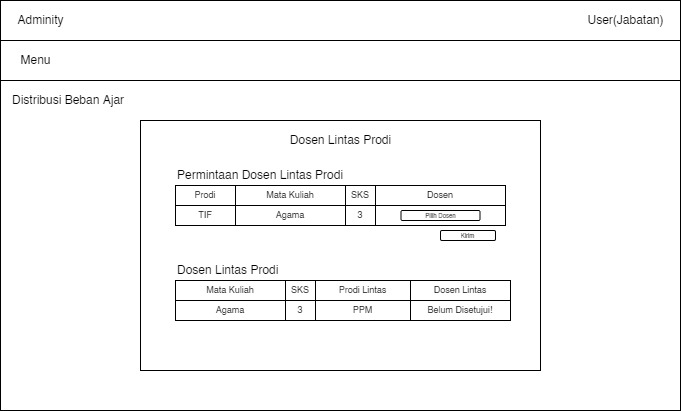 Adminity User(Jabatan)
Menu
Distribusi Beban Ajar
Dosen Lintas Prodi
Permintaan Dosen Lintas Prodi
Prodi Mata Kuliah SKS Dosen
TIF Agama 3 Pilih Dosen
Kirim
Dosen Lintas Prodi
Mata Kuliah SKS Prodi Lintas Dosen Lintas
Agama 3 PPM Belum Disetujui!